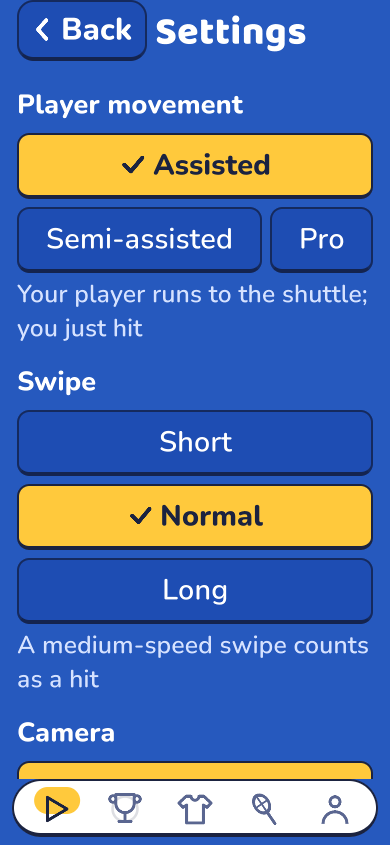 Back Settings
Player movement
Assisted
Semi-assisted Pro
Your player runs to the shuttle;
you just hit
Swipe
Short
Normal
Long
A medium-speed swipe counts
as a hit
Camera